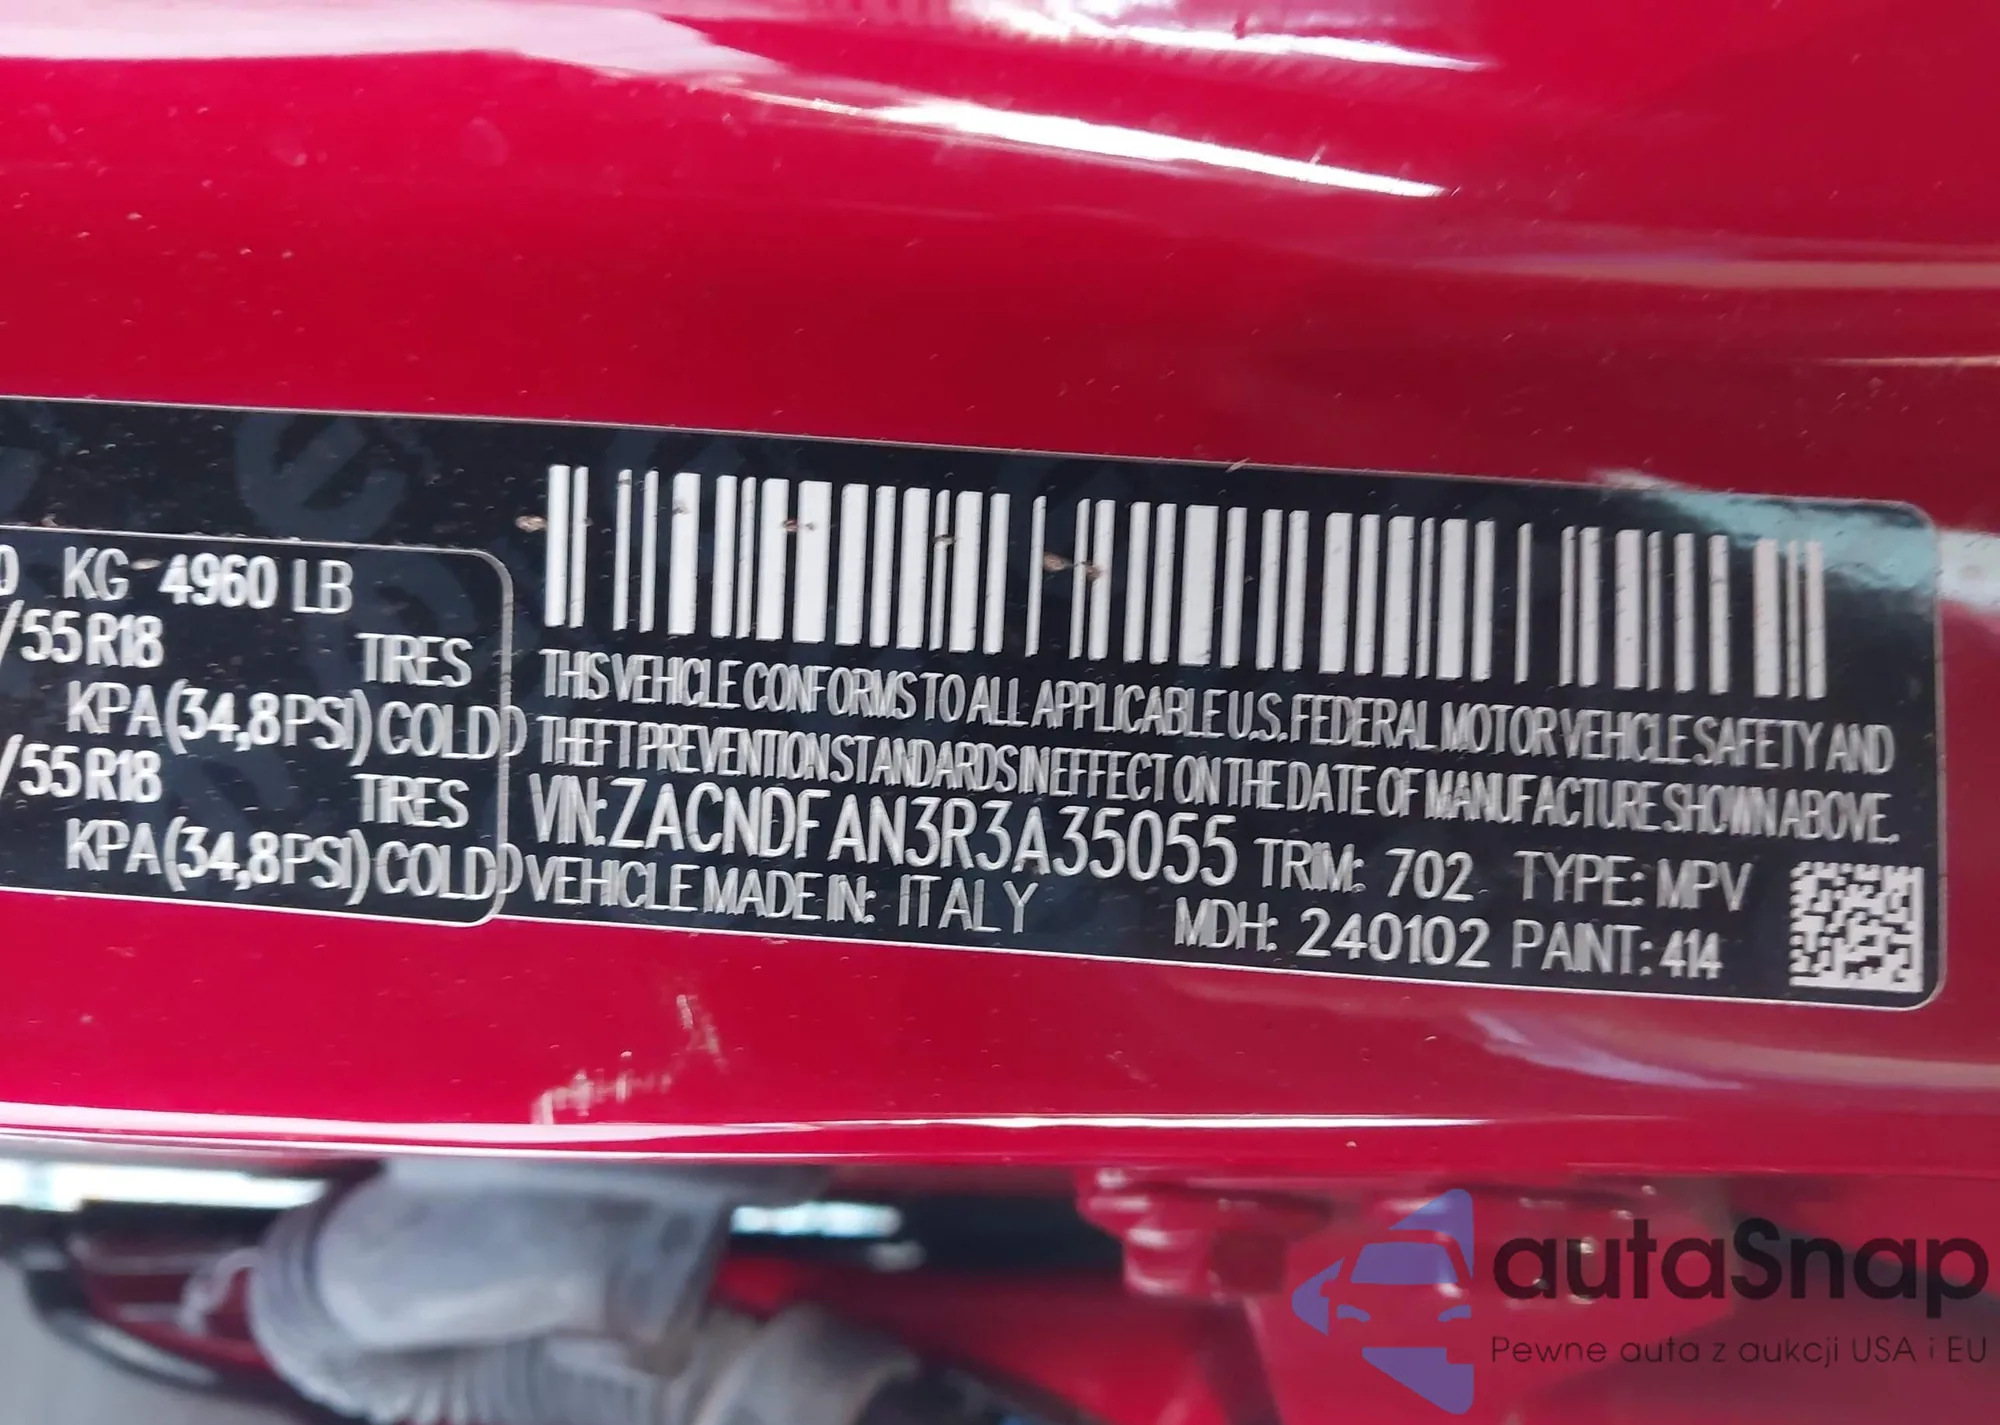 0 KG 4960 LB
/55 R18 TIRES
KPA (34,8PSI) COLD
/55 R18 TIRES
KPA (34,8PSI) COLD
THIS VEHICLE CONFORMS TO ALL APPLICABLE U.S. FEDERAL MOTOR VEHICLE SAFETY AND
THEFT PREVENTION STANDARDS IN EFFECT ON THE DATE OF MANUFACTURE SHOWN ABOVE.
VIN: ZACNDFAN3R3A35055 TRIM: 702 TYPE: MPV
VEHICLE MADE IN: ITALY MDH: 240102 PAINT: 414
autaSnap
Pewne auta z aukcji USA i EU